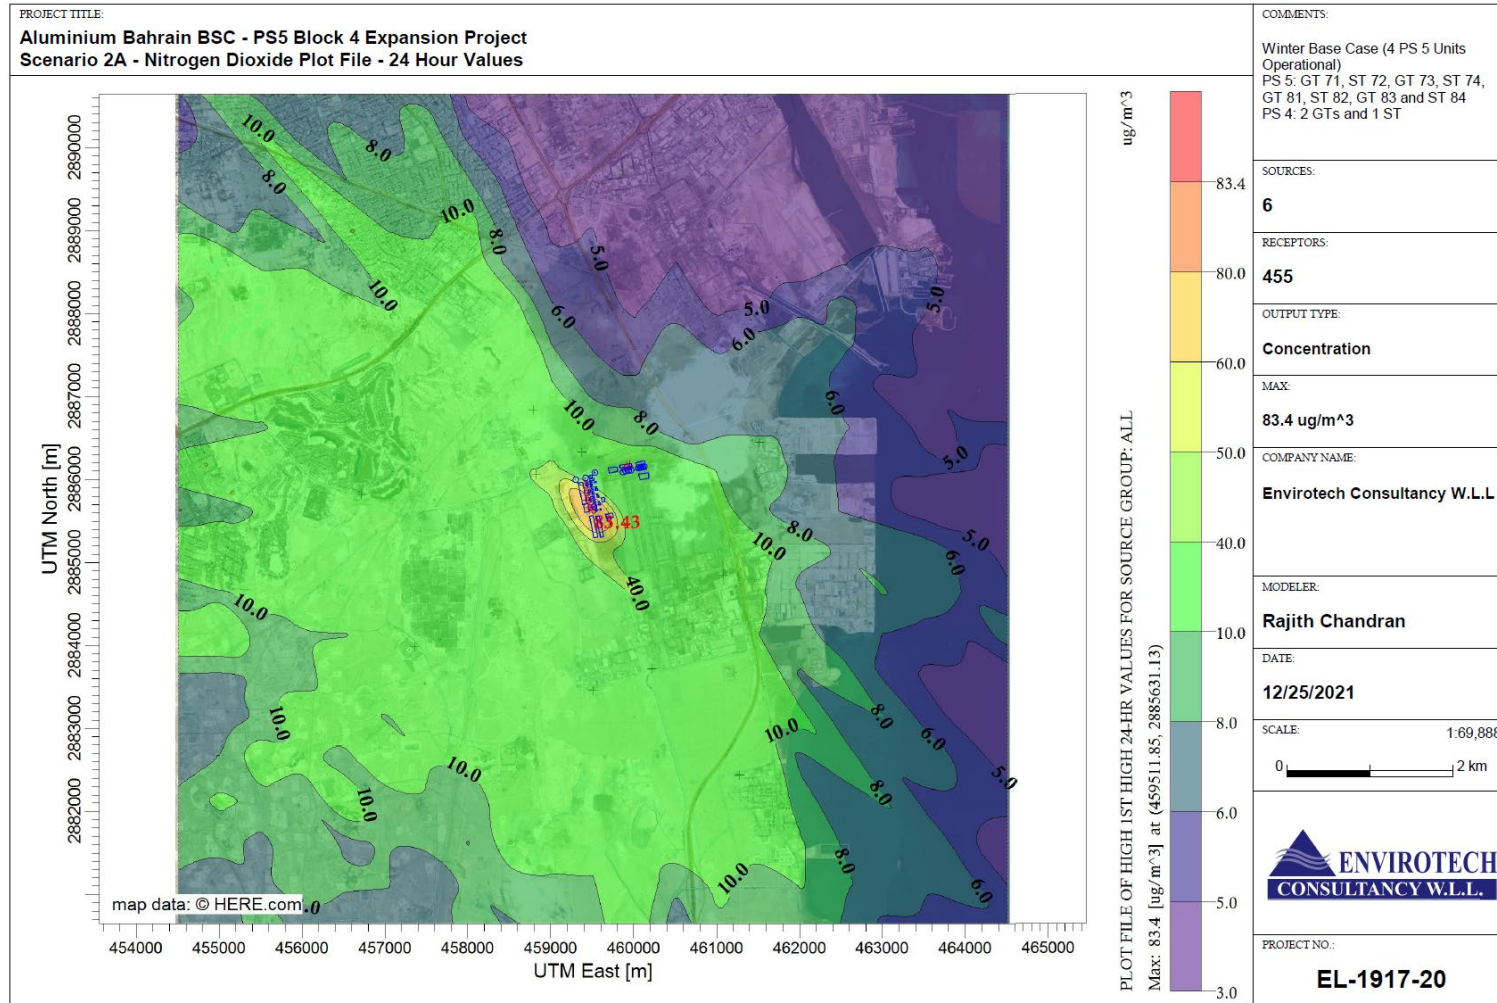 PROJECT TITLE:
Aluminium Bahrain BSC - PS5 Block 4 Expansion Project
Scenario 2A - Nitrogen Dioxide Plot File - 24 Hour Values
COMMENTS:
Winter Base Case (4 PS 5 Units
Operational)
PS 5: GT 71, ST 72, GT 73, ST 74,
GT 81, ST 82, GT 83 and ST 84
PS 4: 2 GTs and 1 ST
SOURCES:
6
RECEPTORS:
455
OUTPUT TYPE:
Concentration
MAX:
83.4 ug/m^3
COMPANY NAME:
Envirotech Consultancy W.L.L
MODELER:
Rajith Chandran
DATE:
12/25/2021
SCALE:
1:69,888
0 2 km
ENVIROTECH
CONSULTANCY W.L.L.
PROJECT NO.:
EL-1917-20
UTM North [m]
2890000
2889000
2888000
2887000
2886000
2885000
2884000
2883000
2882000
10.0
8.0
8.0
10.0
8.0
5.0
10.0
6.0
5.0
5.0
6.0
10.0
8.0
6.0
5.0
83.43
8.0
10.0
5.0
6.0
40.0
10.0
10.0
8.0
10.0
6.0
10.0
5.0
10.0
8.0
8.0
10.0
6.0
map data: © HERE.com
.0
454000 455000 456000 457000 458000 459000 460000 461000 462000 463000 464000 465000
UTM East [m]
PLOT FILE OF HIGH 1ST HIGH 24-HR VALUES FOR SOURCE GROUP: ALL
Max: 83.4 [ug/m^3] at (459511.85, 2885631.13)
ug/m^3
83.4
80.0
60.0
50.0
40.0
10.0
8.0
6.0
5.0
3.0